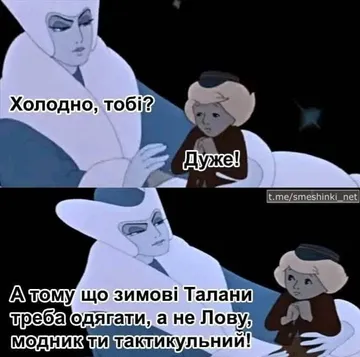 Холодно, тобі?
Дуже!
t.me/smeshinki_net
А тому що зимові Талани
треба одягати, а не Лову,
модник ти тактикульний!